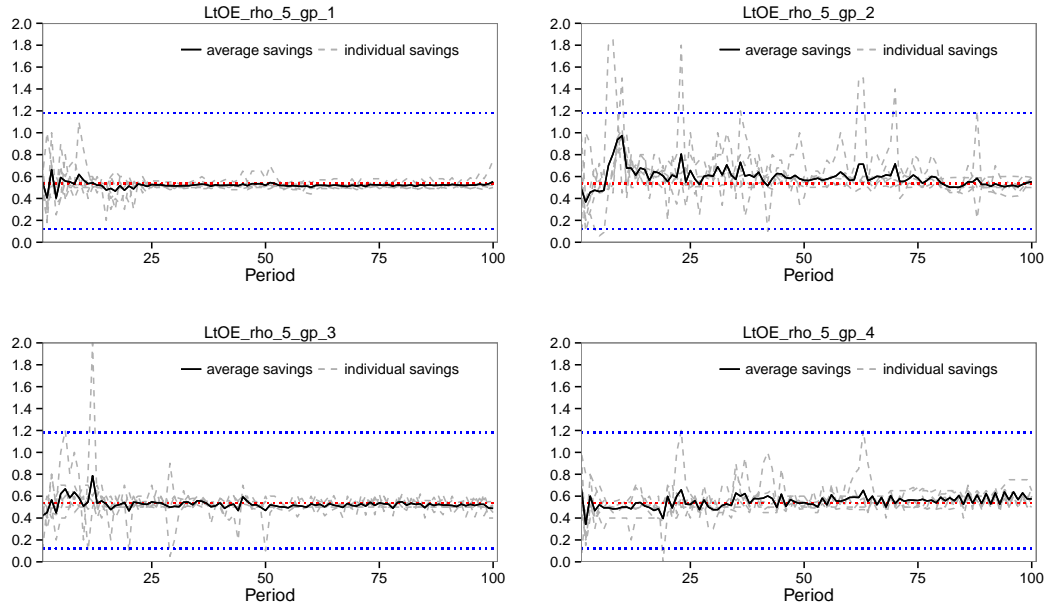 LtOE_rho_5_gp_1
2.0
1.8
1.6
1.4
1.2
1.0
0.8
0.6
0.4
0.2
0.0
average savings individual savings
25 50 75 100
Period
LtOE_rho_5_gp_2
2.0
1.8
1.6
1.4
1.2
1.0
0.8
0.6
0.4
0.2
0.0
average savings individual savings
25 50 75 100
Period
LtOE_rho_5_gp_3
2.0
1.8
1.6
1.4
1.2
1.0
0.8
0.6
0.4
0.2
0.0
average savings individual savings
25 50 75 100
Period
LtOE_rho_5_gp_4
2.0
1.8
1.6
1.4
1.2
1.0
0.8
0.6
0.4
0.2
0.0
average savings individual savings
25 50 75 100
Period